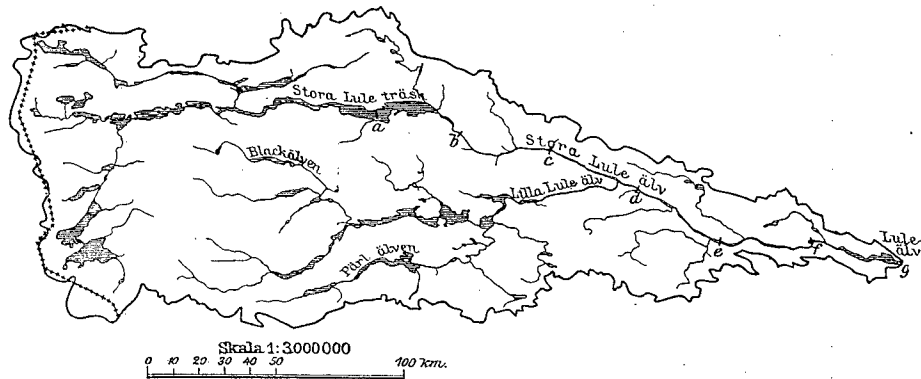 Stora Lule träsk
a
b
c
Stora Lule älv
Blackälven
Lilla Lule älv
d
Pärl älven
e
f
Lule
älv
g
Skala 1:3000000
0 10 20 30 40 50 100 km.